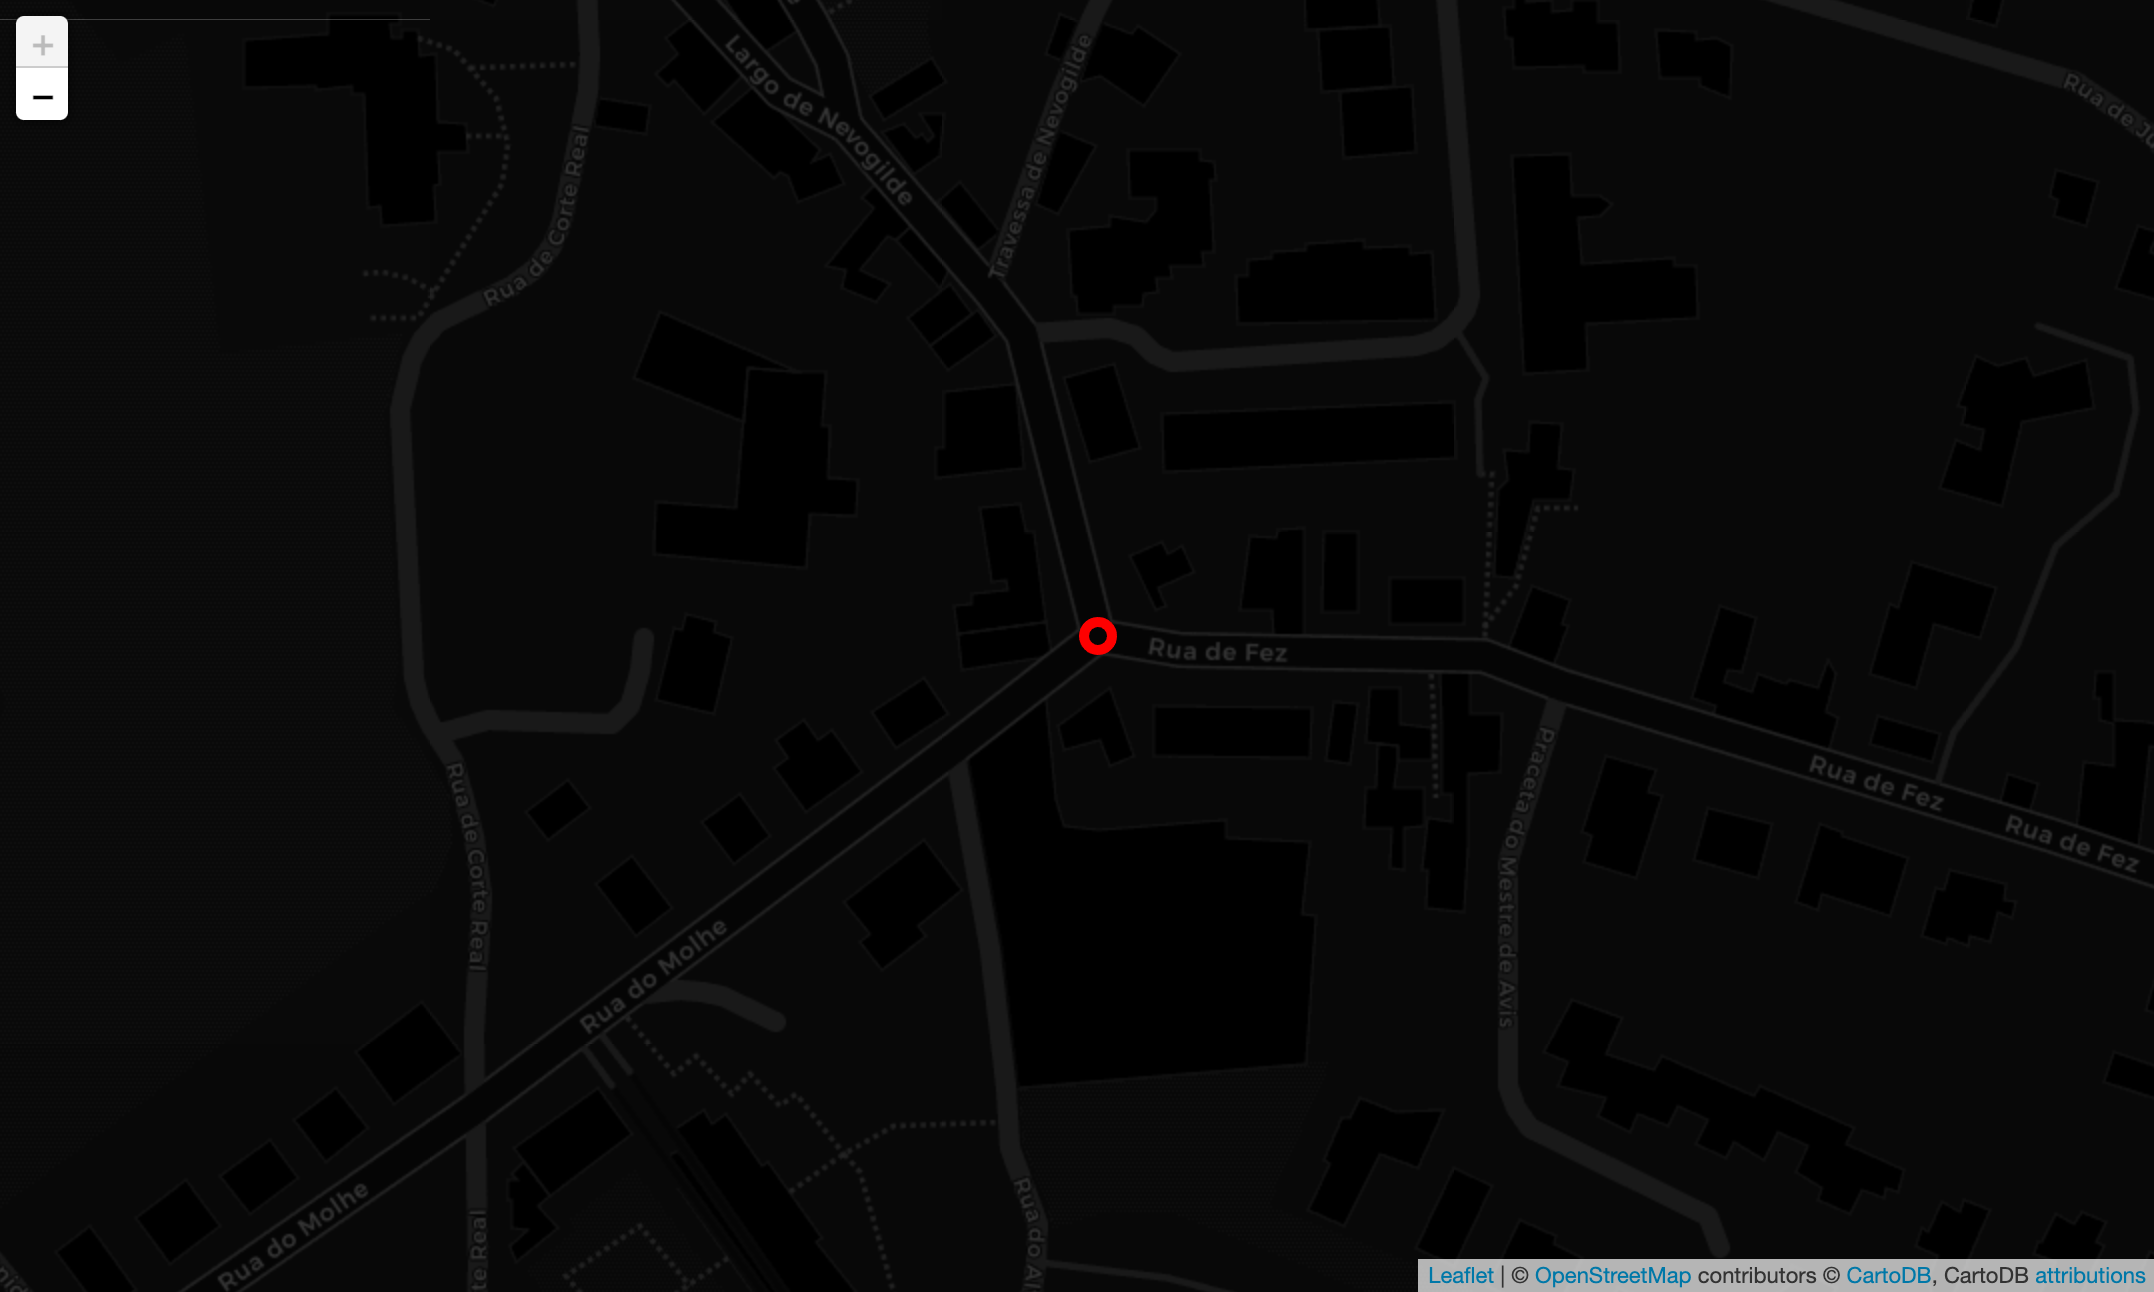 +
−
Largo de Nevogilde
Travessa de Nevogilde
Rua de Corte Real
Rua de Fez
Rua de Corte Real
Praceta do Mestre de Avis
Rua de Fez
Rua de Fez
Rua do Molhe
Rua do Molhe
Leaflet | © OpenStreetMap contributors © CartoDB, CartoDB attributions